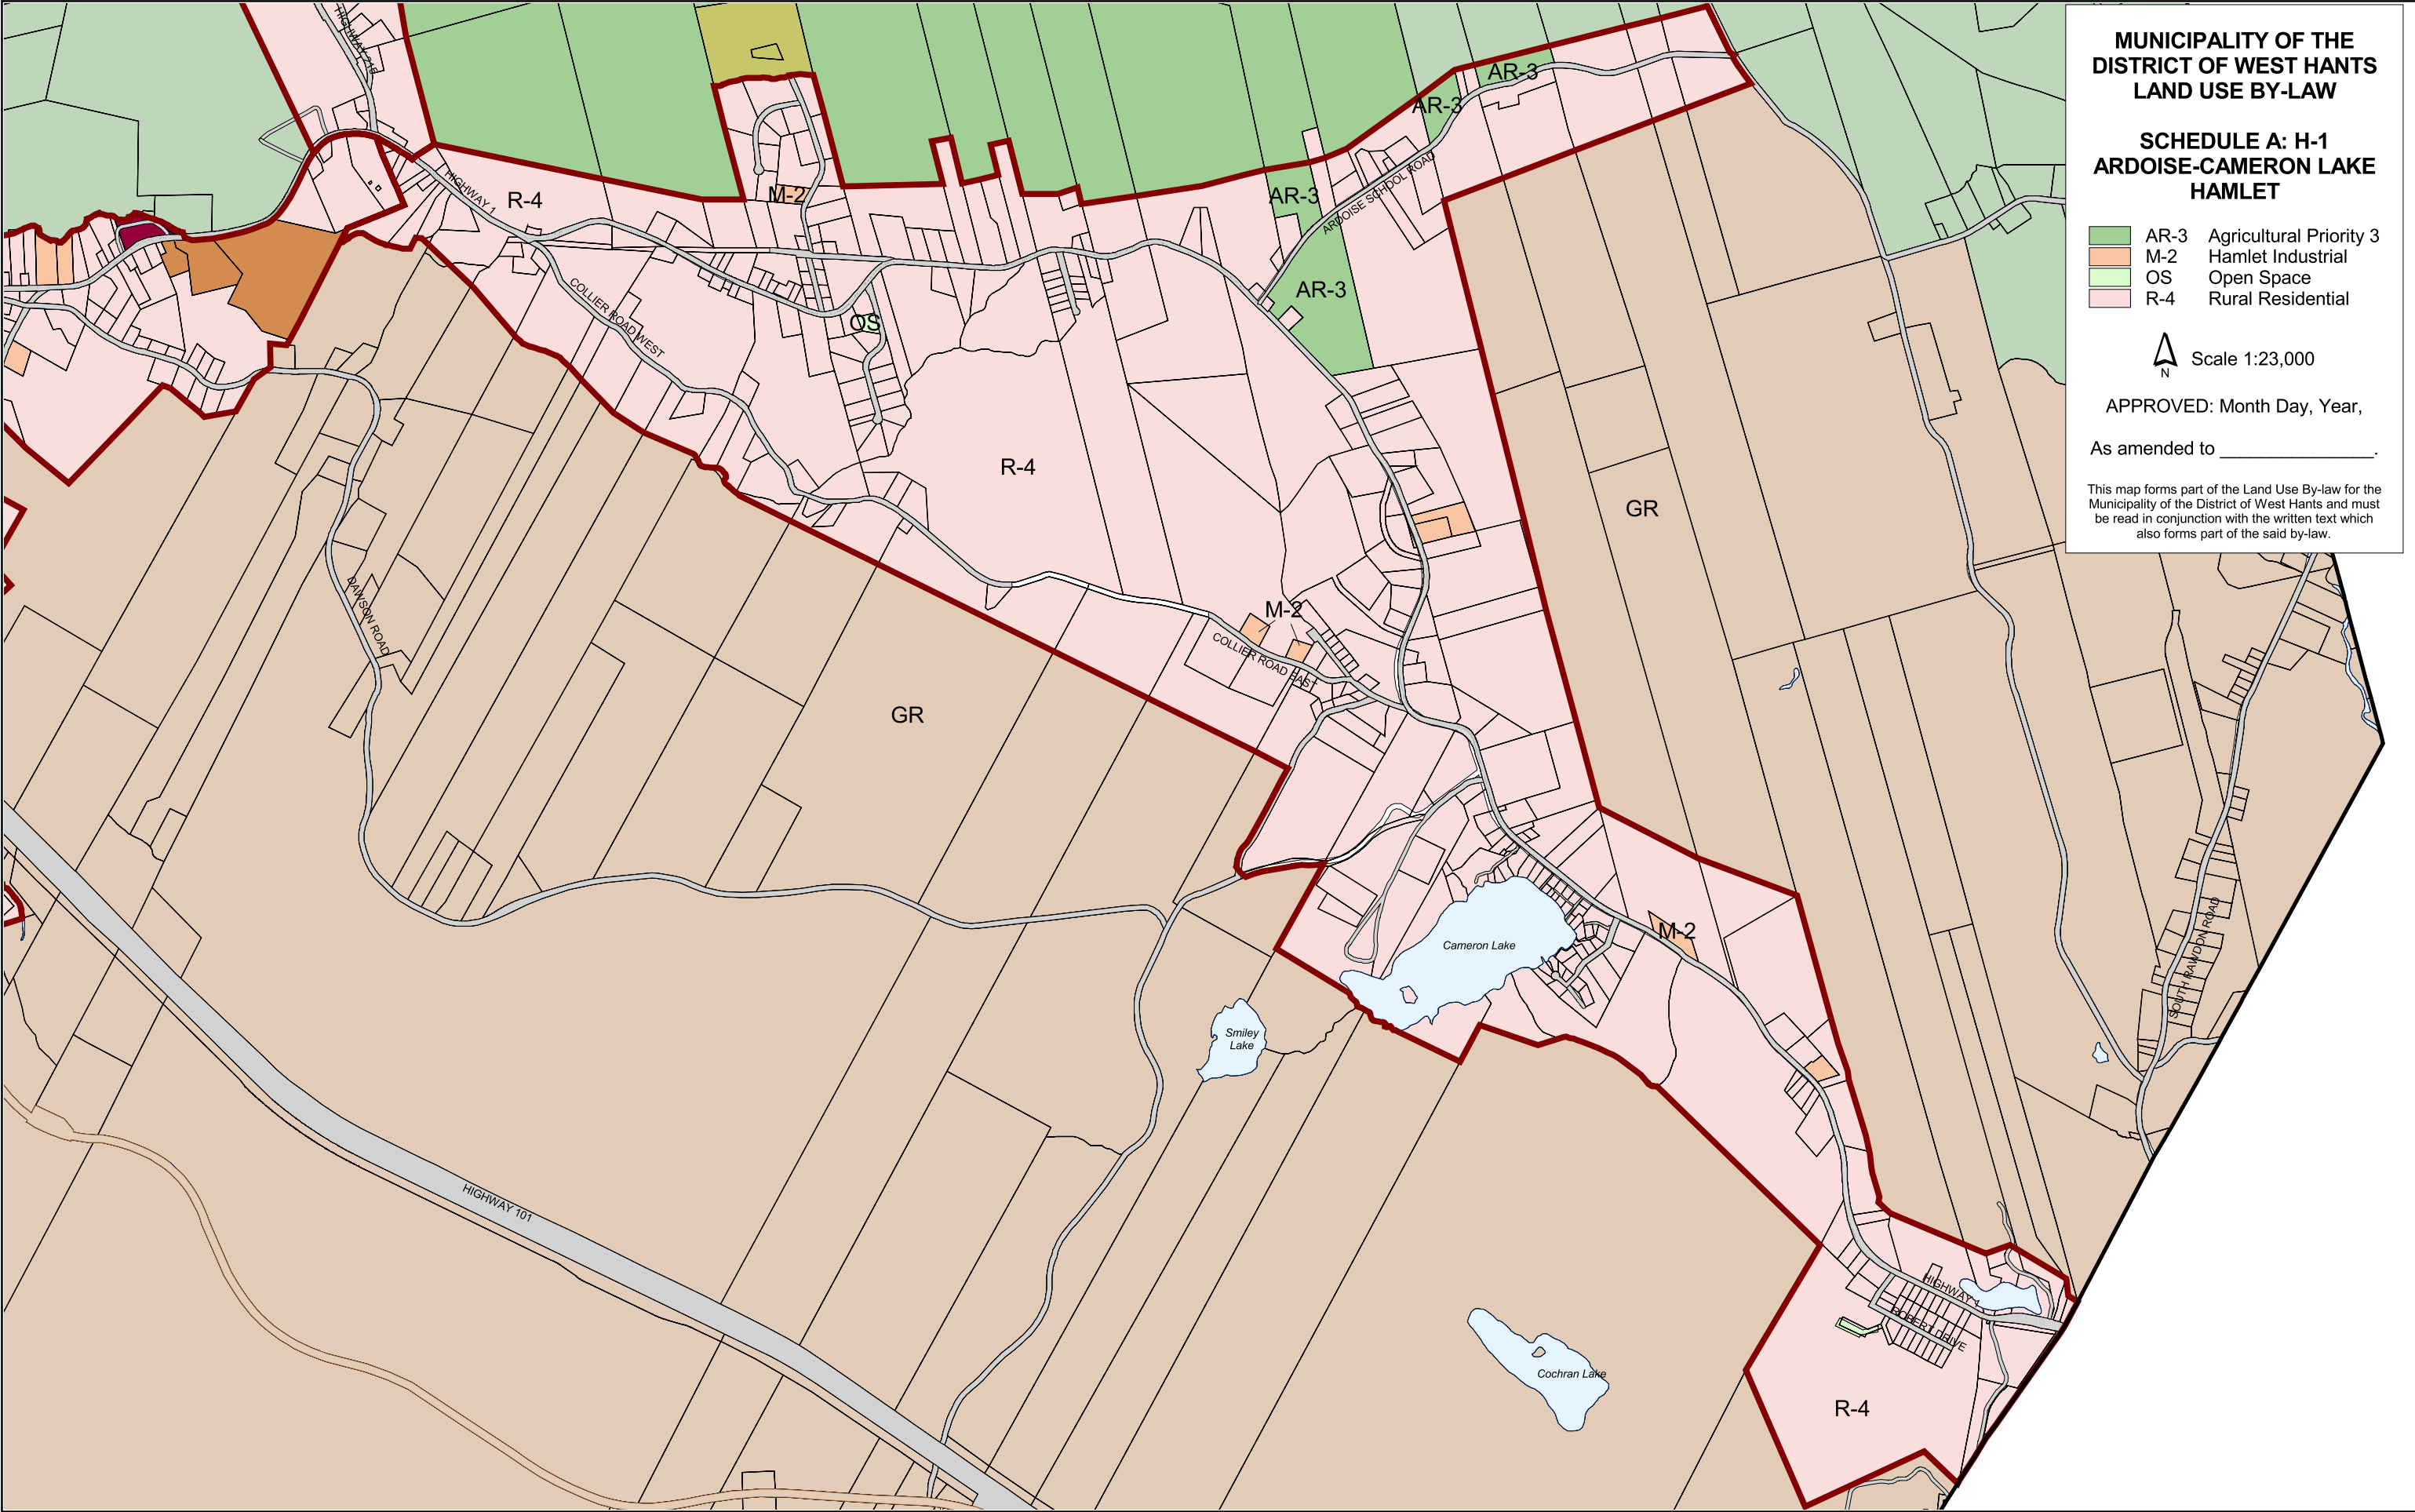 MUNICIPALITY OF THE
DISTRICT OF WEST HANTS
LAND USE BY-LAW
SCHEDULE A: H-1
ARDOISE-CAMERON LAKE
HAMLET
AR-3 Agricultural Priority 3
M-2 Hamlet Industrial
OS Open Space
R-4 Rural Residential
N
Scale 1:23,000
APPROVED: Month Day, Year,
As amended to _______________.
This map forms part of the Land Use By-law for the
Municipality of the District of West Hants and must
be read in conjunction with the written text which
also forms part of the said by-law.
HIGHWAY 215
AR-3
AR-3
HIGHWAY 1
R-4
M-2
AR-3
ARDOISE SCHOOL ROAD
AR-3
COLLIER ROAD WEST
OS
R-4
GR
DAWSON ROAD
M-2
COLLIER ROAD EAST
GR
M-2
Cameron Lake
SOUTH RAWDON ROAD
Smiley
Lake
HIGHWAY 101
HIGHWAY 1
ROBERT DRIVE
Cochran Lake
R-4